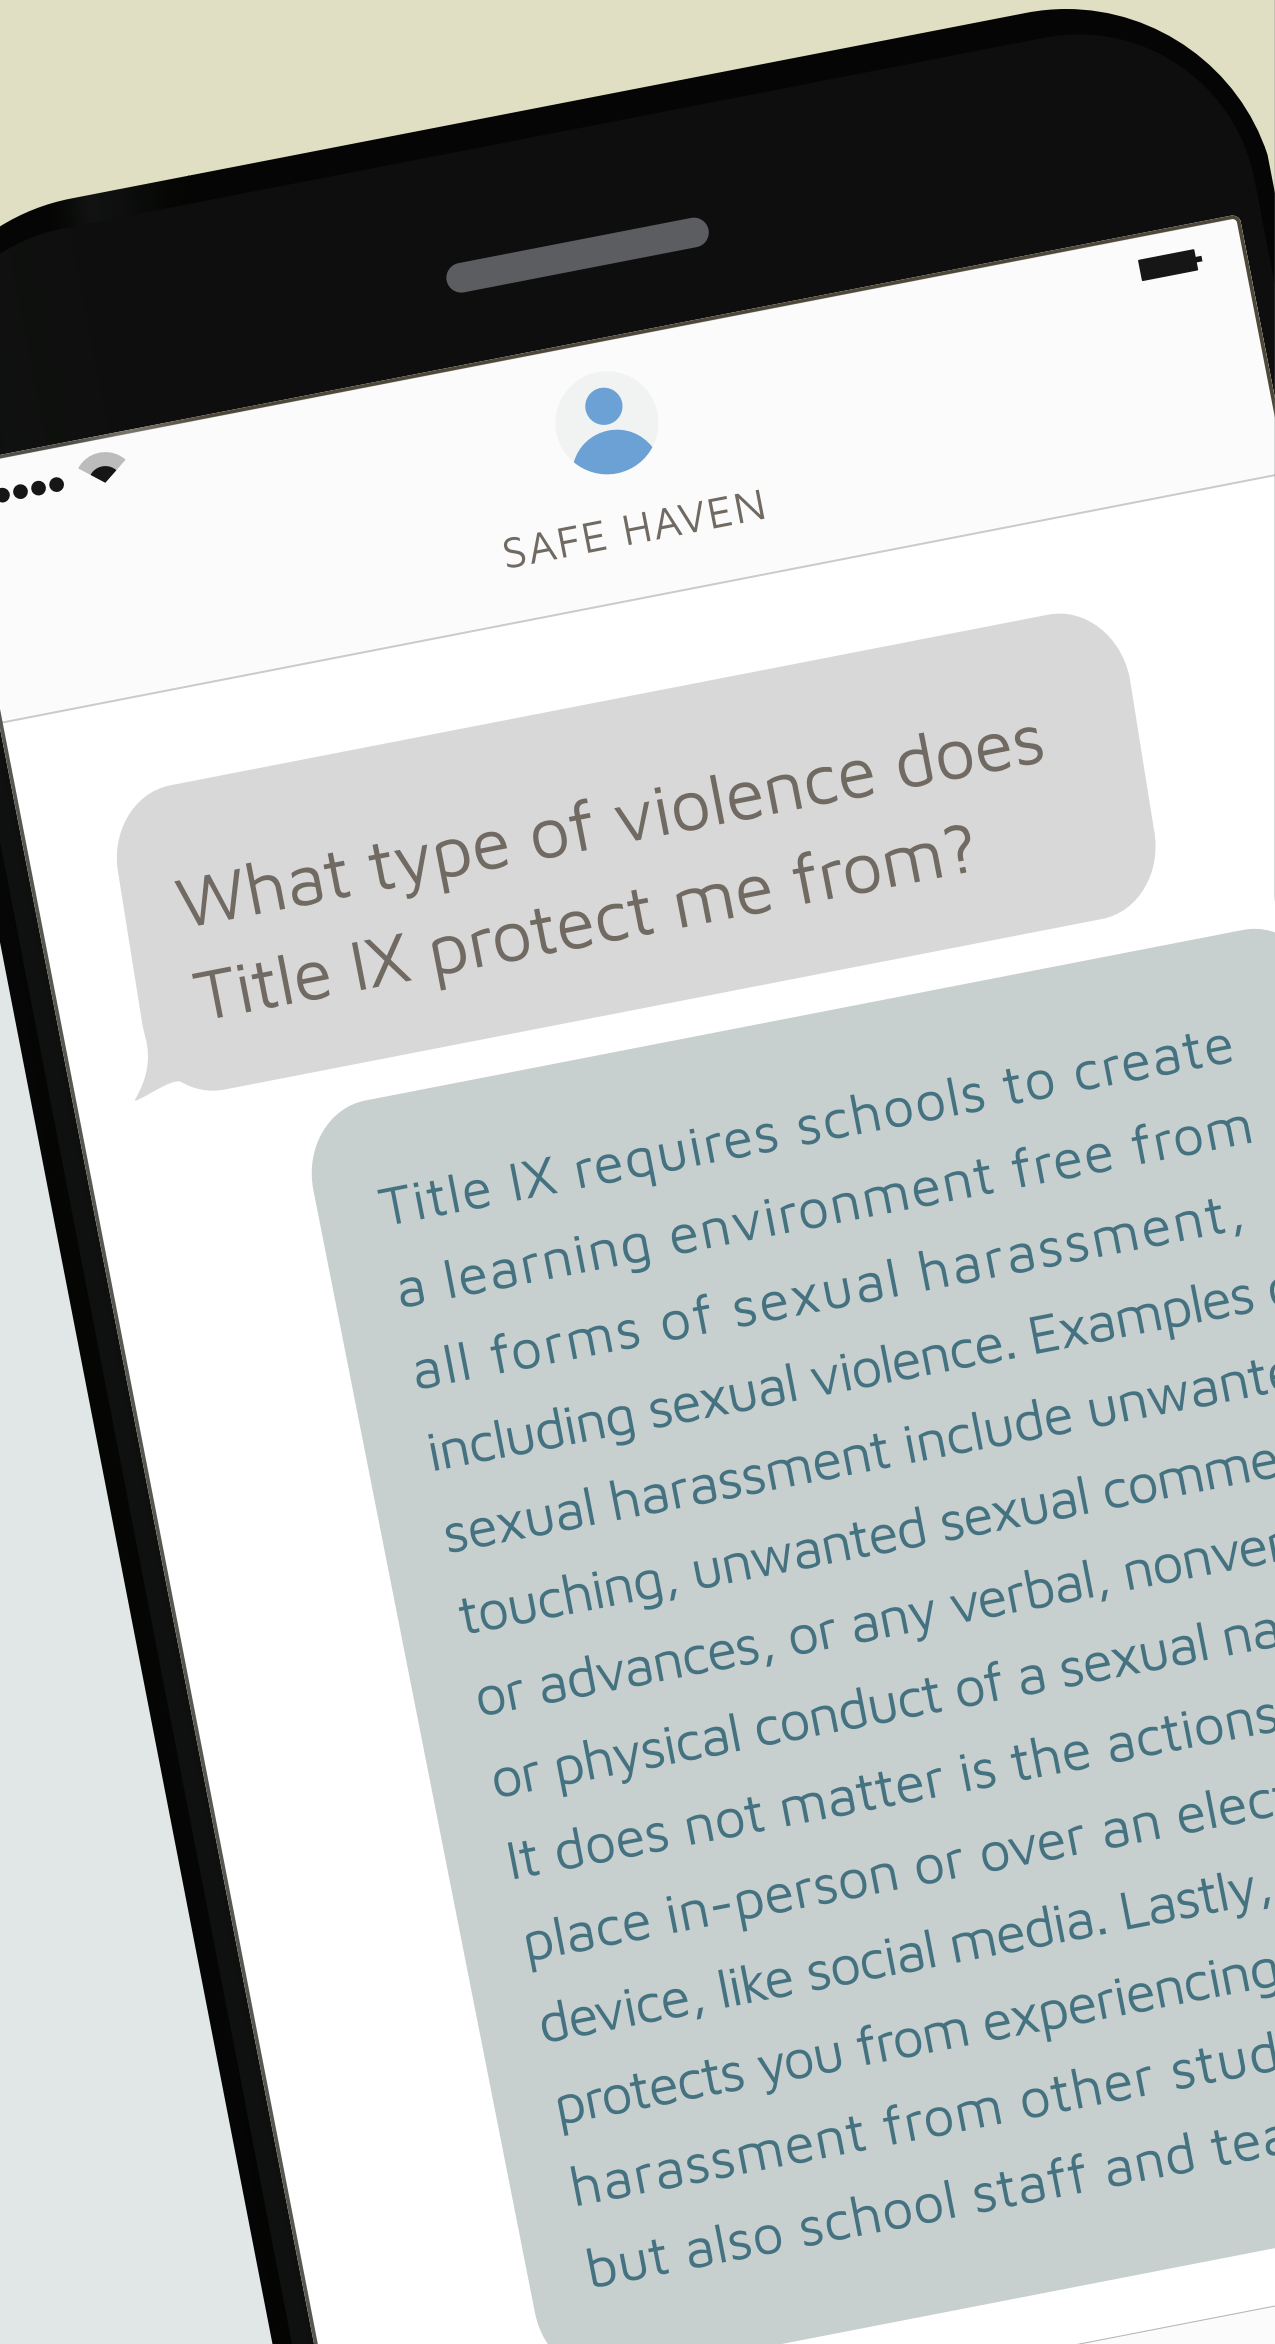 SAFE HAVEN
What type of violence does
Title IX protect me from?
Title IX requires schools to create
a learning environment free from
all forms of sexual harassment,
including sexual violence. Examples
sexual harassment include
touching, unwanted sexual
or advances, or any verbal,
or physical conduct of a sexual
It does not matter is the actions
place in-person or over an
device, like social media. Lastly,
protects you from experiencing
harassment from other
but also school staff and